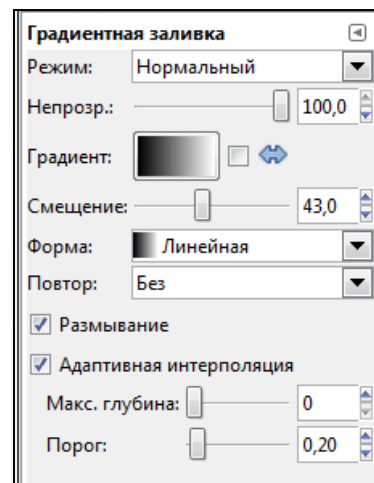 Градиентная заливка
Режим: Нормальный
Непрозр.: 100,0
Градиент:
Смещение: 43,0
Форма: Линейная
Повтор: Без
Размывание
Адаптивная интерполяция
Макс. глубина: 0
Порог: 0,20